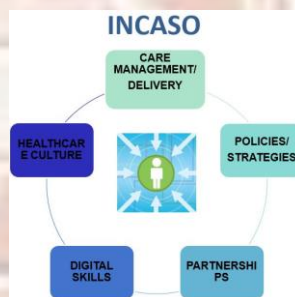 INCASO
CARE
MANAGEMENT/
DELIVERY
POLICIES/
STRATEGIES
PARTNERSHI
PS
DIGITAL
SKILLS
HEALTHCAR
E CULTURE